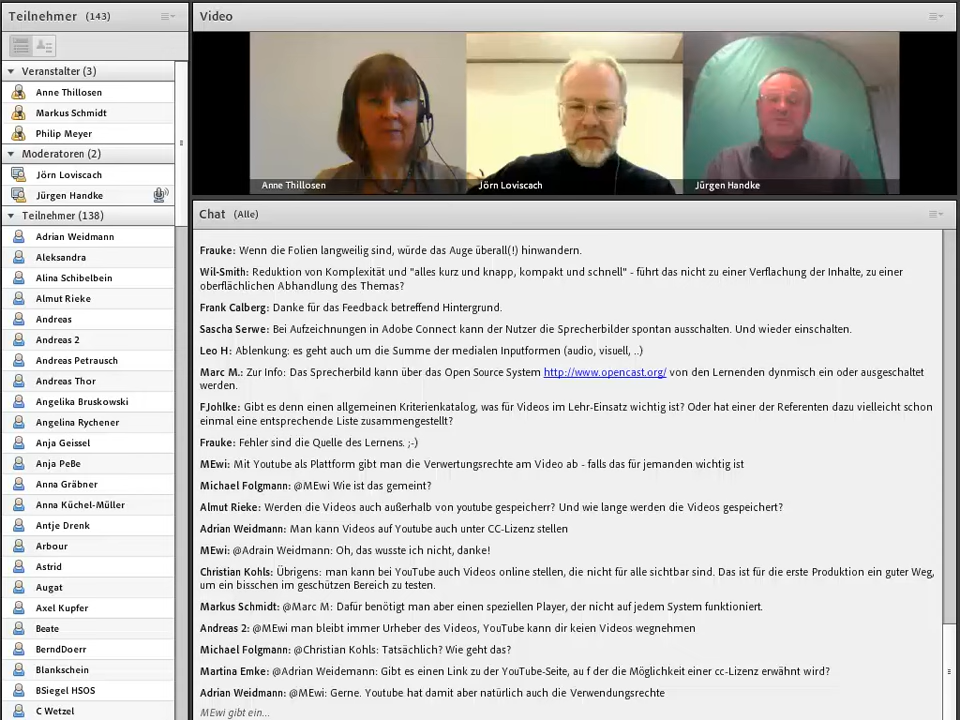 Teilnehmer (143)
Veranstalter (3)
Anne Thillosen
Markus Schmidt
Philip Meyer
Moderatoren (2)
Jörn Loviscach
Jürgen Handke
Teilnehmer (138)
Adrian Weidmann
Aleksandra
Alina Schibelbein
Almut Rieke
Andreas
Andreas 2
Andreas Petrausch
Andreas Thor
Angelika Bruskowski
Angelina Rychener
Anja Geissel
Anja PeBe
Anna Gräbner
Anna Küchel-Müller
Antje Drenk
Arbour
Astrid
Augat
Axel Kupfer
Beate
BerndDoerr
Blankschein
BSiegel HSOS
C Wetzel
Video
Anne Thillosen
Jörn Loviscach
Jürgen Handke
Chat (Alle)
Frauke: Wenn die Folien langweilig sind, würde das Auge überall(!) hinwandern.
Wil-Smith: Reduktion von Komplexität und "alles kurz und knapp, kompakt und schnell" - führt das nicht zu einer Verflachung der Inhalte, zu einer
oberflächlichen Abhandlung des Themas?
Frank Calberg: Danke für das Feedback betreffend Hintergrund.
Sascha Serwe: Bei Aufzeichnungen in Adobe Connect kann der Nutzer die Sprecherbilder spontan ausschalten. Und wieder einschalten.
Leo H: Ablenkung: es geht auch um die Summe der medialen Inputformen (audio, visuell, ..)
Marc M.: Zur Info: Das Sprecherbild kann über das Open Source System http://www.opencast.org/ von den Lernenden dynmisch ein oder ausgeschaltet
werden.
FJohlke: Gibt es denn einen allgemeinen Kriterienkatalog, was für Videos im Lehr-Einsatz wichtig ist? Oder hat einer der Referenten dazu vielleicht schon
einmal eine entsprechende Liste zusammengestellt?
Frauke: Fehler sind die Quelle des Lernens. ;-)
MEwi: Mit Youtube als Plattform gibt man die Verwertungsrechte am Video ab - falls das für jemanden wichtig ist
Michael Folgmann: @MEwi Wie ist das gemeint?
Almut Rieke: Werden die Videos auch außerhalb von youtube gespeicherr? Und wie lange werden die Videos gespeichert?
Adrian Weidmann: Man kann Videos auf Youtube auch unter CC-Lizenz stellen
MEwi: @Adrain Weidmann: Oh, das wusste ich nicht, danke!
Christian Kohls: Übrigens: man kann bei YouTube auch Videos online stellen, die nicht für alle sichtbar sind. Das ist für die erste Produktion ein guter Weg,
um ein bisschen im geschützen Bereich zu testen.
Markus Schmidt: @Marc M: Dafür benötigt man aber einen speziellen Player, der nicht auf jedem System funktioniert.
Andreas 2: @MEwi man bleibt immer Urheber des Videos, YouTube kann dir keien Videos wegnehmen
Michael Folgmann: @Christian Kohls: Tatsächlich? Wie geht das?
Martina Emke: @Adrian Weidemann: Gibt es einen Link zu der YouTube-Seite, au f der die Möglichkeit einer cc-Lizenz erwähnt wird?
Adrian Weidmann: @MEwi: Gerne. Youtube hat damit aber natürlich auch die Verwendungsrechte
MEwi gibt ein...